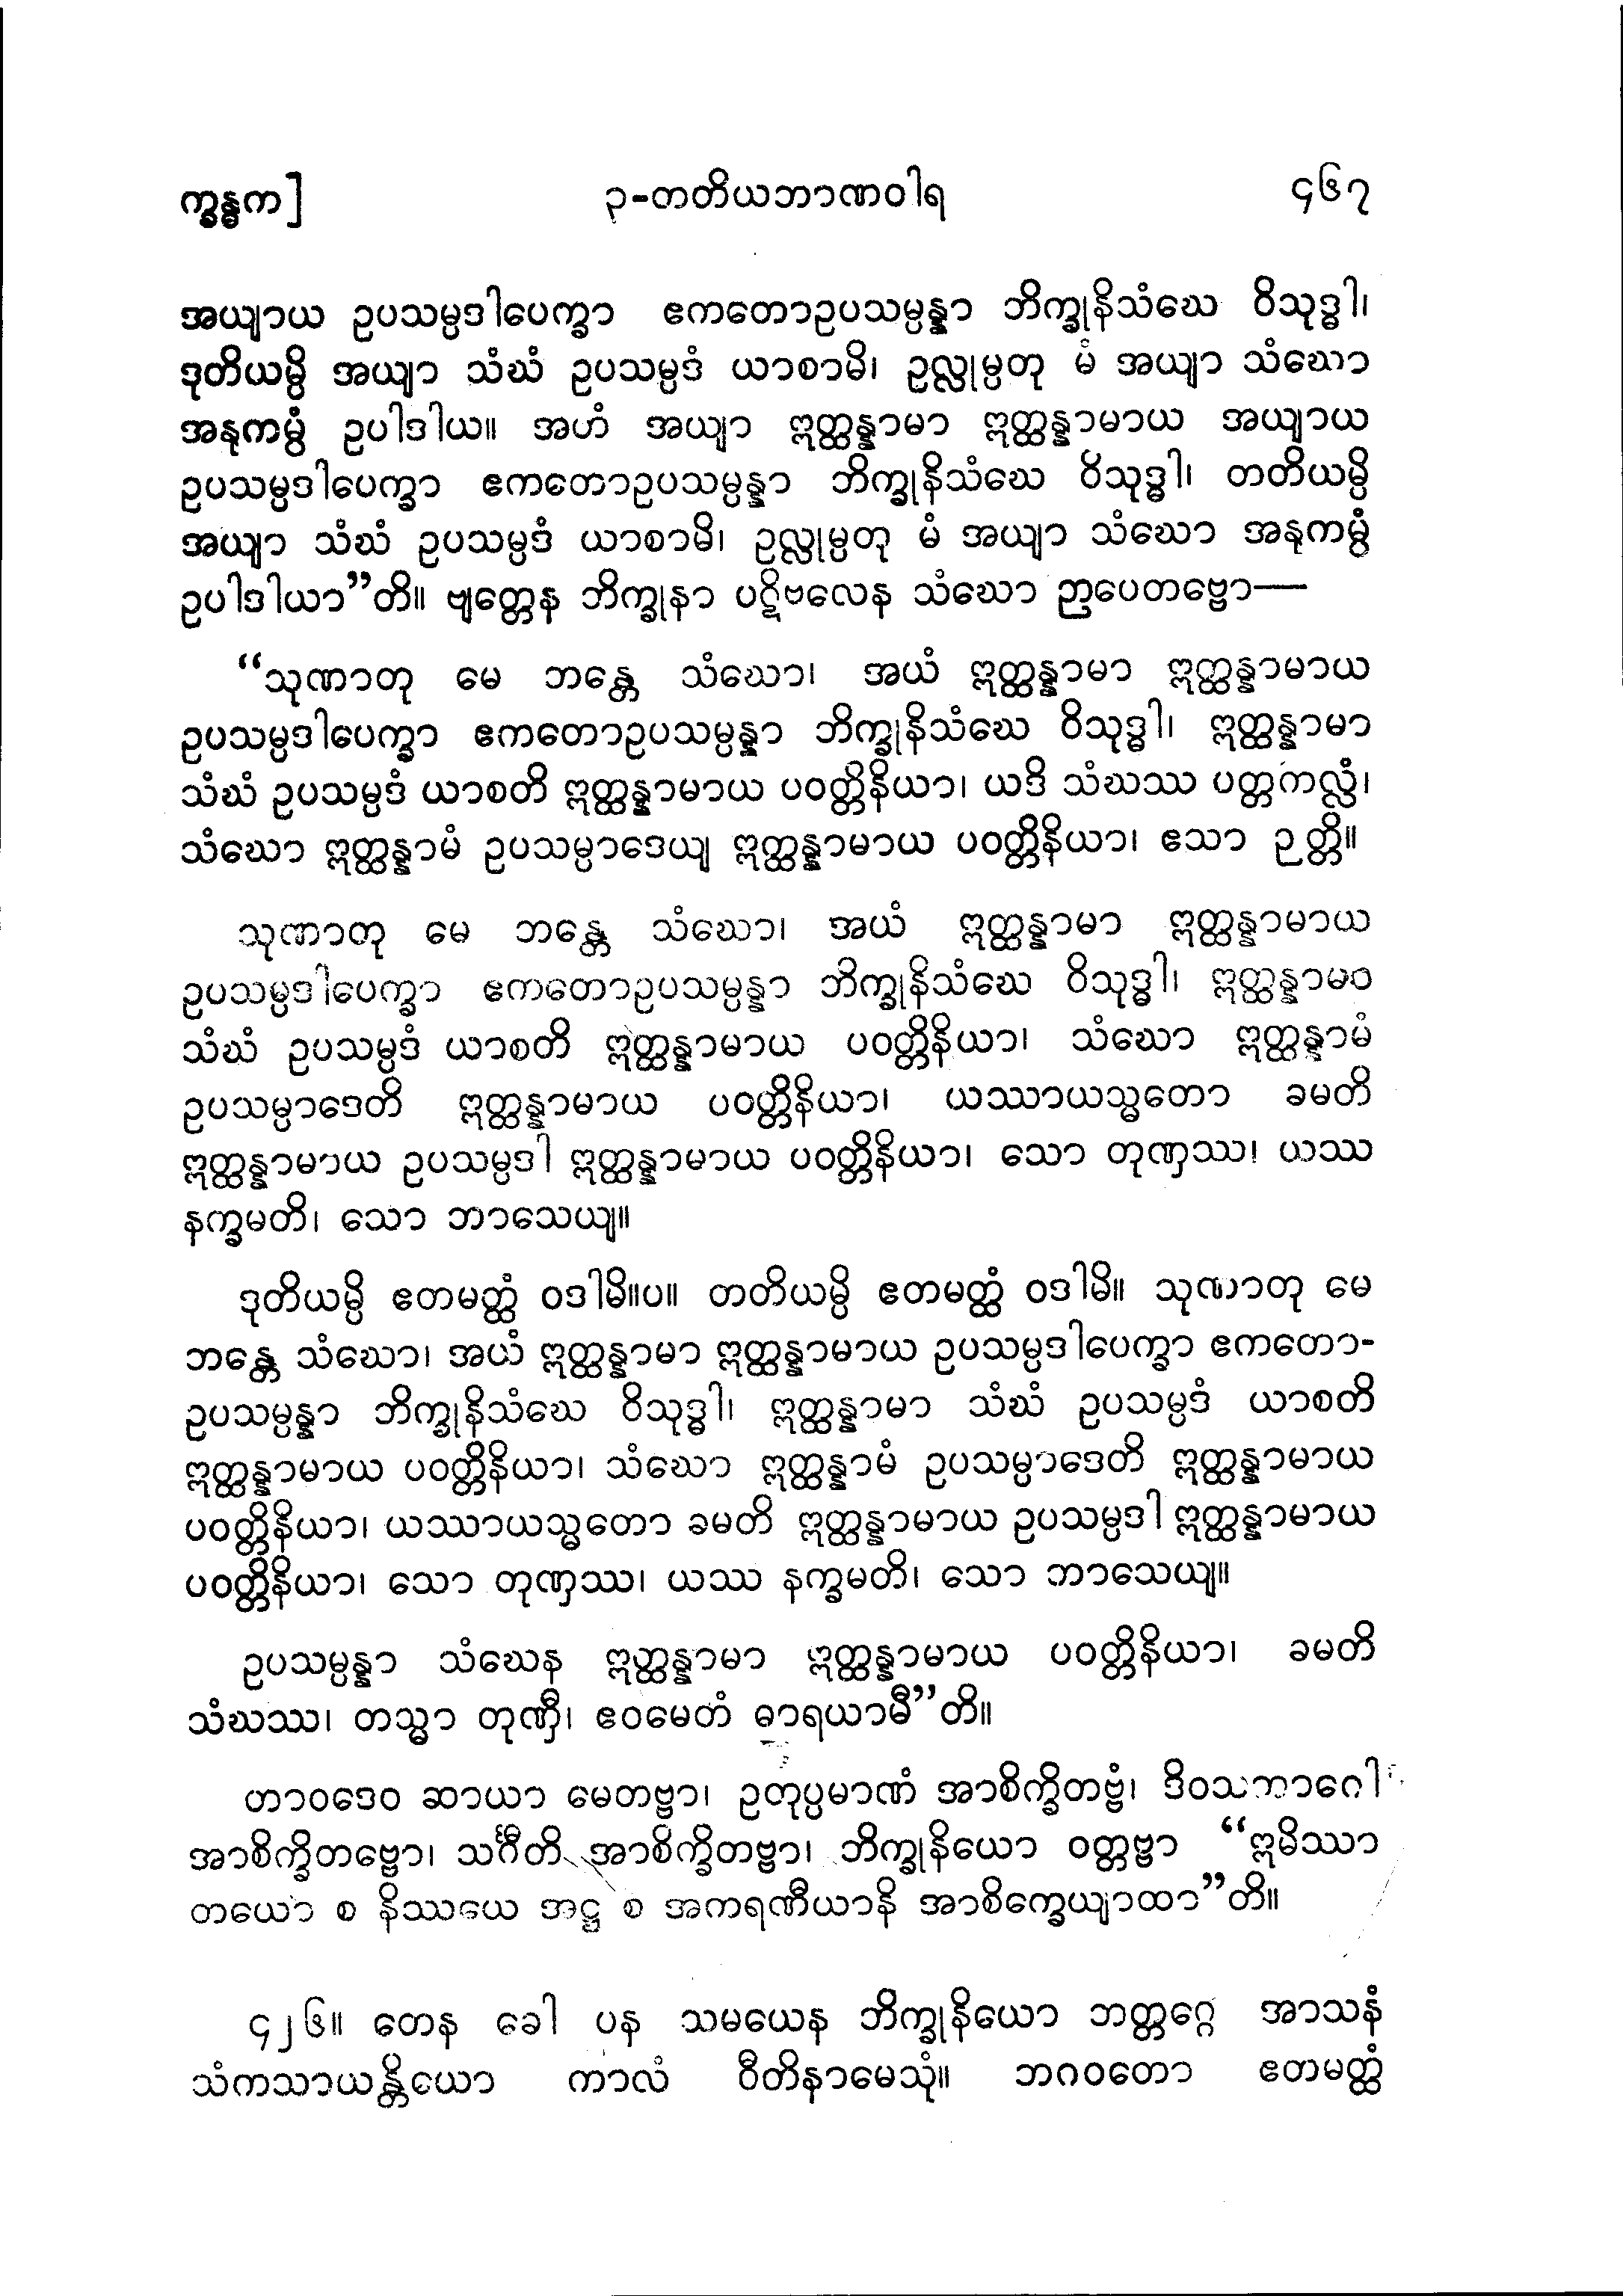 က္ခန္ဓက]
၃-တတိယဘာဏဝါရ
၄၆၇
အယျာယ ဥပသမ္ပဒါပေက္ခာ ဧကတောဥပသမ္ပန္နာ ဘိက္ခုနိသံဃေ ဝိသုဒ္ဓါ၊
ဒုတိယမ္ပိ အယျာ သံဃံ ဥပသမ္ပဒံ ယာစာမိ၊ ဥလ္လုမ္ပတု မံ အယျာ သံဃော
အနုကမ္ပံ ဥပါဒါယ။ အဟံ အယျာ ဣတ္ထန္နာမာ ဣတ္ထန္နာမာယ အယျာယ
ဥပသမ္ပဒါပေက္ခာ ဧကတောဥပသမ္ပန္နာ ဘိက္ခုနိသံဃေ ဝိသုဒ္ဓါ၊ တတိယမ္ပိ
အယျာ သံဃံ ဥပသမ္ပဒံ ယာစာမိ၊ ဥလ္လုမ္ပတု မံ အယျာ သံဃော အနုကမ္ပံ
ဥပါဒါယာ”တိ။ ဗျတ္တေန ဘိက္ခုနာ ပဋိဗလေန သံဃော ဉာပေတဗ္ဗော—
“သုဏာတု မေ ဘန္တေ သံဃော၊ အယံ ဣတ္ထန္နာမာ ဣတ္ထန္နာမာယ
ဥပသမ္ပဒါပေက္ခာ ဧကတောဥပသမ္ပန္နာ ဘိက္ခုနိသံဃေ ဝိသုဒ္ဓါ၊ ဣတ္ထန္နာမာ
သံဃံ ဥပသမ္ပဒံ ယာစတိ ဣတ္ထန္နာမာယ ပဝတ္တိနိယာ၊ ယဒိ သံဃဿ ပတ္တကလ္လံ၊
သံဃော ဣတ္ထန္နာမံ ဥပသမ္ပာဒေယျ ဣတ္ထန္နာမာယ ပဝတ္တိနိယာ၊ ဧသာ ဉတ္တိ။
သုဏာတု မေ ဘန္တေ သံဃော၊ အယံ ဣတ္ထန္နာမာ ဣတ္ထန္နာမာယ
ဥပသမ္ပဒါပေက္ခာ ဧကတောဥပသမ္ပန္နာ ဘိက္ခုနိသံဃေ ဝိသုဒ္ဓါ၊ ဣတ္ထန္နာမာ
သံဃံ ဥပသမ္ပဒံ ယာစတိ ဣတ္ထန္နာမာယ ပဝတ္တိနိယာ၊ သံဃော ဣတ္ထန္နာမံ
ဥပသမ္ပာဒေတိ ဣတ္ထန္နာမာယ ပဝတ္တိနိယာ၊ ယဿာယသ္မတော ခမတိ
ဣတ္ထန္နာမာယ ဥပသမ္ပဒါ ဣတ္ထန္နာမာယ ပဝတ္တိနိယာ၊ သော တုဏှဿ၊ ယဿ
နက္ခမတိ၊ သော ဘာသေယျ။
ဒုတိယမ္ပိ ဧတမတ္ထံ ဝဒါမိ။ပ။ တတိယမ္ပိ ဧတမတ္ထံ ဝဒါမိ။ သုဏာတု မေ
ဘန္တေ သံဃော၊ အယံ ဣတ္ထန္နာမာ ဣတ္ထန္နာမာယ ဥပသမ္ပဒါပေက္ခာ ဧကတော-
ဥပသမ္ပန္နာ ဘိက္ခုနိသံဃေ ဝိသုဒ္ဓါ၊ ဣတ္ထန္နာမာ သံဃံ ဥပသမ္ပဒံ ယာစတိ
ဣတ္ထန္နာမာယ ပဝတ္တိနိယာ၊ သံဃော ဣတ္ထန္နာမံ ဥပသမ္ပာဒေတိ ဣတ္ထန္နာမာယ
ပဝတ္တိနိယာ၊ ယဿာယသ္မတော ခမတိ ဣတ္ထန္နာမာယ ဥပသမ္ပဒါ ဣတ္ထန္နာမာယ
ပဝတ္တိနိယာ၊ သော တုဏှဿ၊ ယဿ နက္ခမတိ၊ သော ဘာသေယျ။
ဥပသမ္ပန္နာ သံဃေန ဣတ္ထန္နာမာ ဣတ္ထန္နာမာယ ပဝတ္တိနိယာ၊ ခမတိ
သံဃဿ၊ တသ္မာ တုဏှီ၊ ဧဝမေတံ ဓာရယာမီ”တိ။
တာဝဒေဝ ဆာယာ မေတဗ္ဗာ၊ ဥတုပ္ပမာဏံ အာစိက္ခိတဗ္ဗံ၊ ဒိဝသဘာဂေါ
အာစိက္ခိတဗ္ဗော၊ သင်္ဂီတိ အာစိက္ခိတဗ္ဗာ၊ ဘိက္ခုနိယော ဝတ္တဗ္ဗာ “ဣမိဿာ
တယော စ နိဿယေ အဋ္ဌ စ အကရဏီယာနိ အာစိက္ခေယျာထာ”တိ။
၄၂၆။ တေန ခေါ ပန သမယေန ဘိက္ခုနိယော ဘတ္တဂ္ဂေ အာသနံ
သံကသာယန္တိယော ကာလံ ဝီတိနာမေသုံ။ ဘဂဝတော ဧတမတ္ထံ